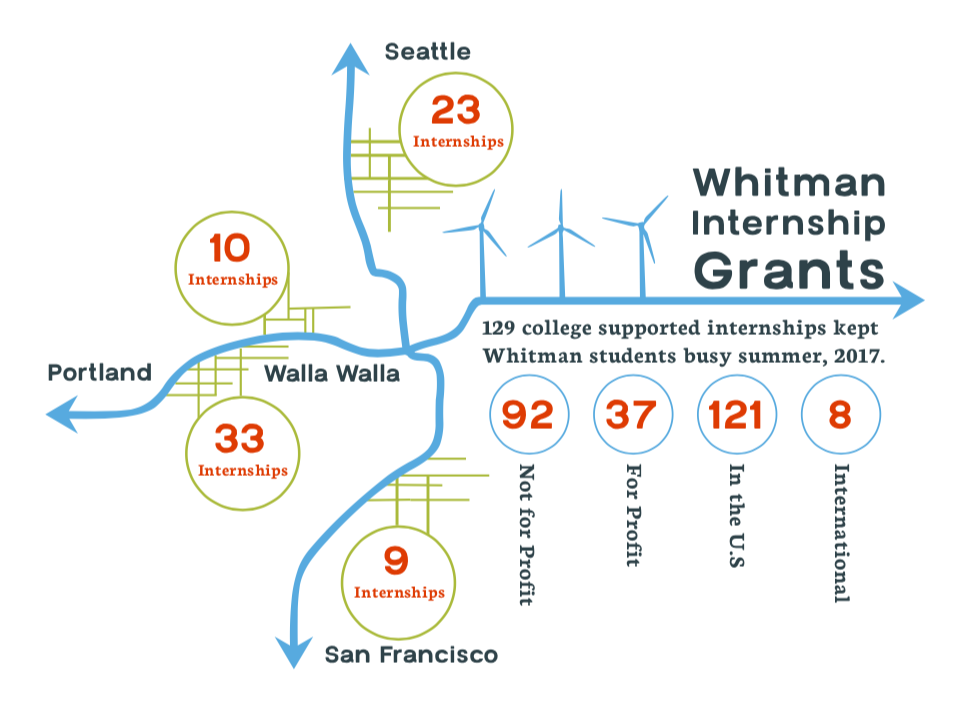 Seattle
23
Internships
Whitman
Internship
Grants
10
Internships
129 college supported internships kept
Whitman students busy summer, 2017.
Portland
Walla Walla
33
Internships
92
Not for Profit
37
For Profit
121
In the U.S
8
International
9
Internships
San Francisco